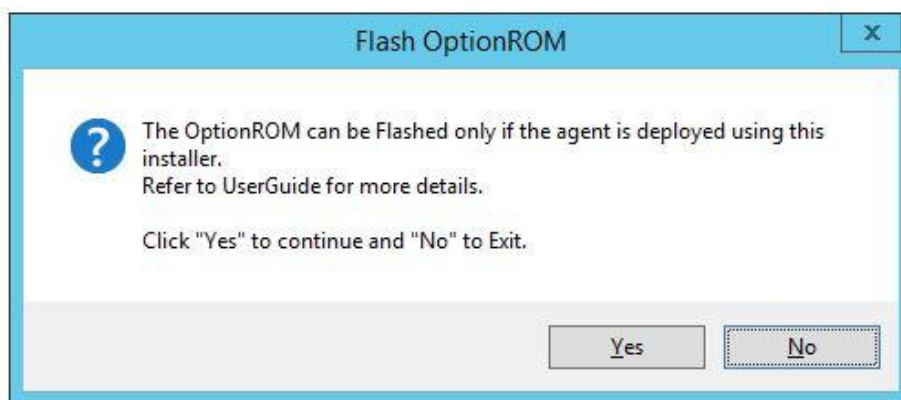 Flash OptionROM
x
The OptionROM can be Flashed only if the agent is deployed using this
installer.
Refer to UserGuide for more details.
Click "Yes" to continue and "No" to Exit.
Yes
No